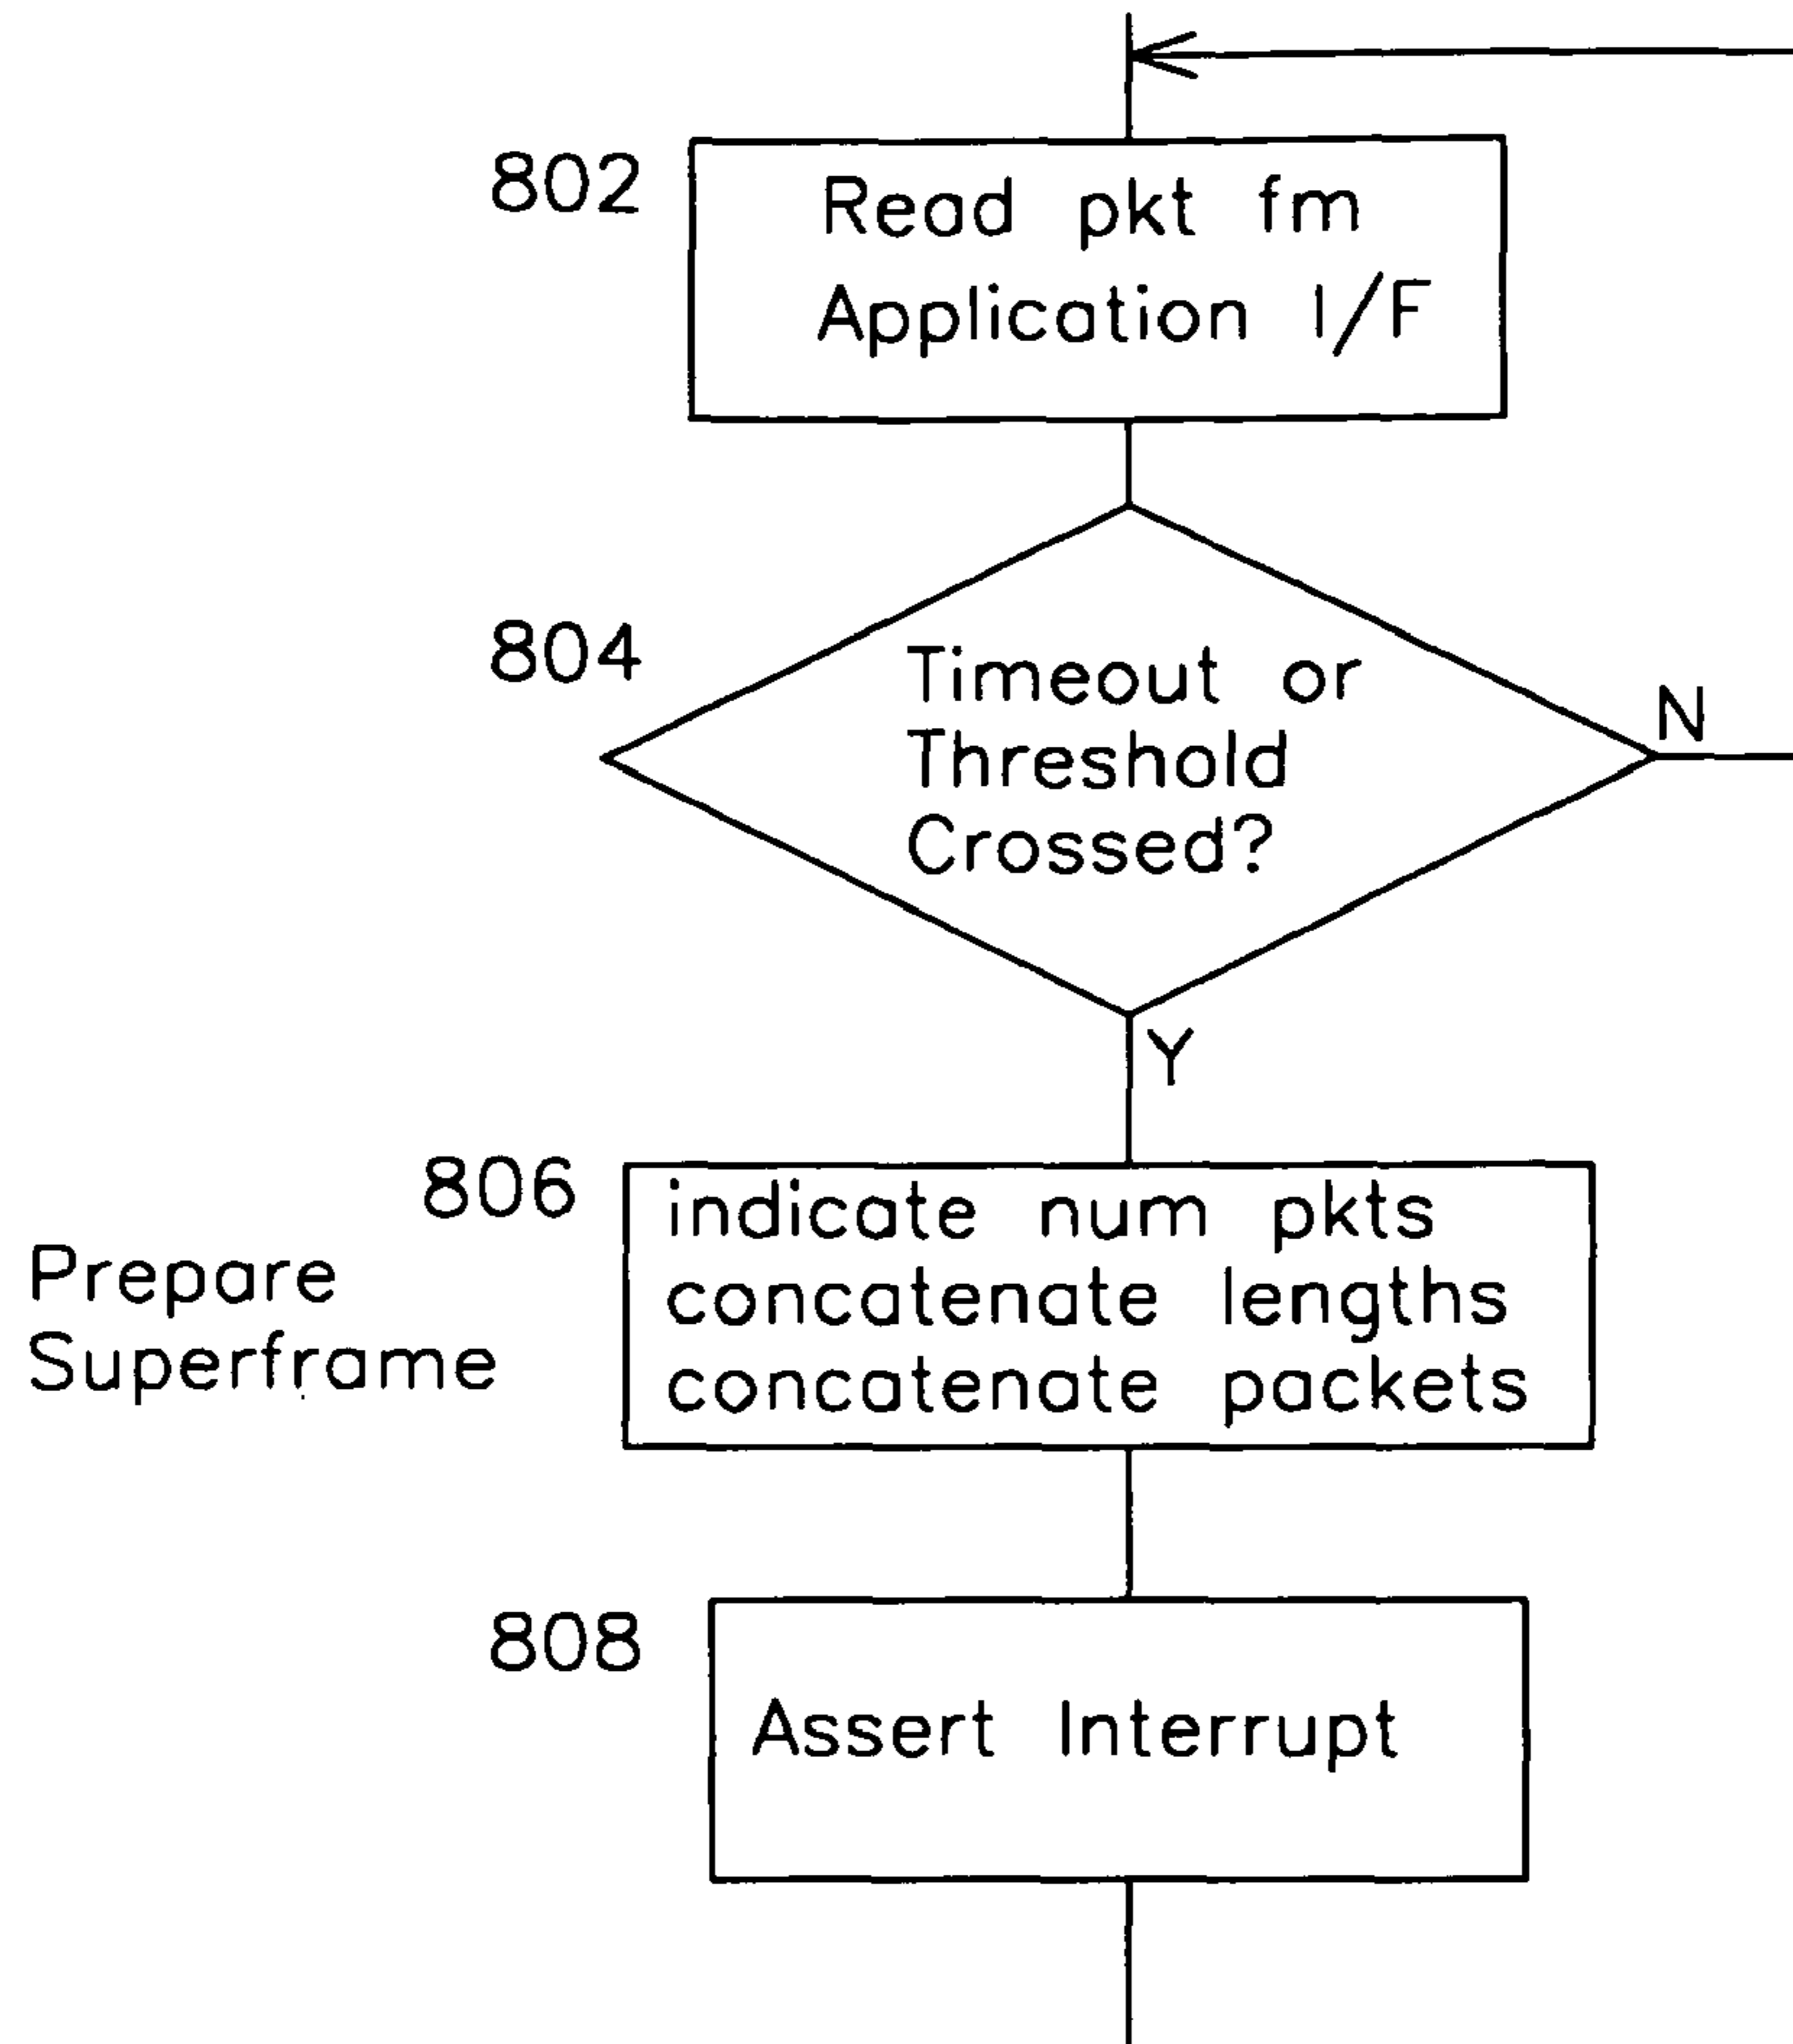 802
Read pkt fm
Application I/F
804
Timeout or
Threshold
Crossed?
N
Y
806
Prepare
Superframe
indicate num pkts
concatenate lengths
concatenate packets
808
Assert Interrupt